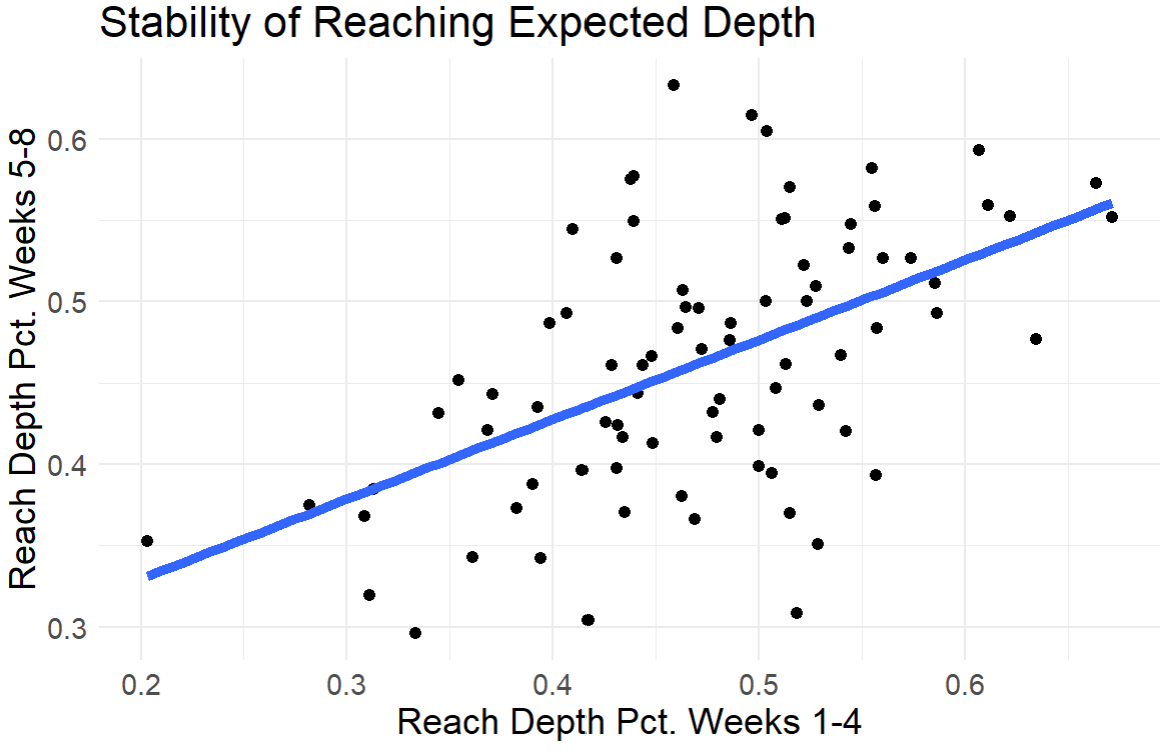 Stability of Reaching Expected Depth
Reach Depth Pct. Weeks 5-8
0.6
0.5
0.4
0.3
0.2 0.3 0.4 0.5 0.6
Reach Depth Pct. Weeks 1-4